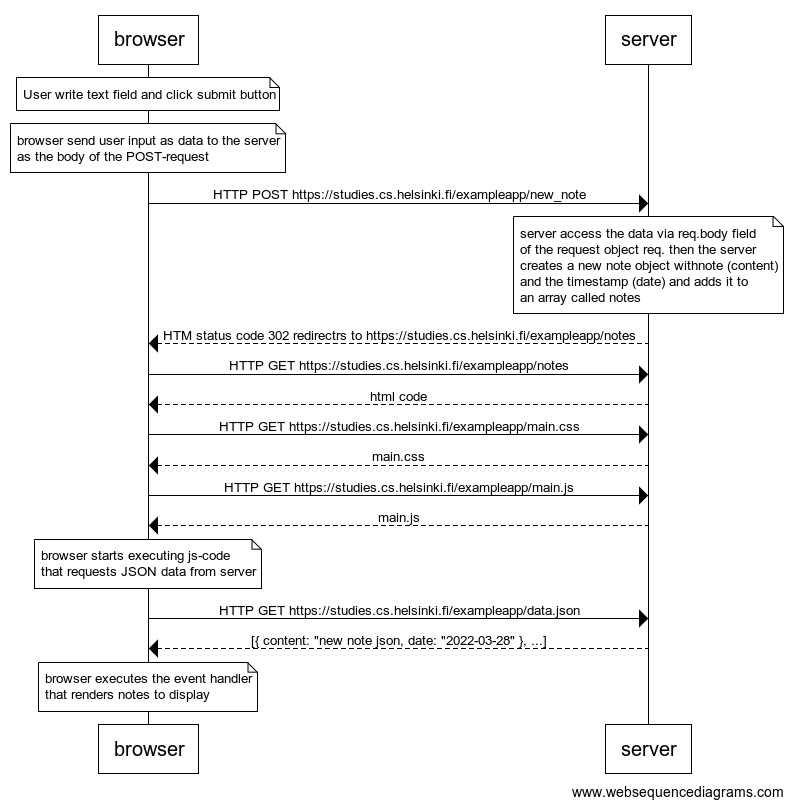 browser
server
User write text field and click submit button
browser send user input as data to the server
as the body of the POST-request
HTTP POST https://studies.cs.helsinki.fi/exampleapp/new_note
server access the data via req.body field
of the request object req. then the server
creates a new note object withnote (content)
and the timestamp (date) and adds it to
an array called notes
HTM status code 302 redirectrs to https://studies.cs.helsinki.fi/exampleapp/notes
HTTP GET https://studies.cs.helsinki.fi/exampleapp/notes
html code
HTTP GET https://studies.cs.helsinki.fi/exampleapp/main.css
main.css
HTTP GET https://studies.cs.helsinki.fi/exampleapp/main.js
main.js
browser starts executing js-code
that requests JSON data from server
HTTP GET https://studies.cs.helsinki.fi/exampleapp/data.json
[{ content: "new note json, date: "2022-03-28" }, ...]
browser executes the event handler
that renders notes to display
browser
server
www.websequencediagrams.com